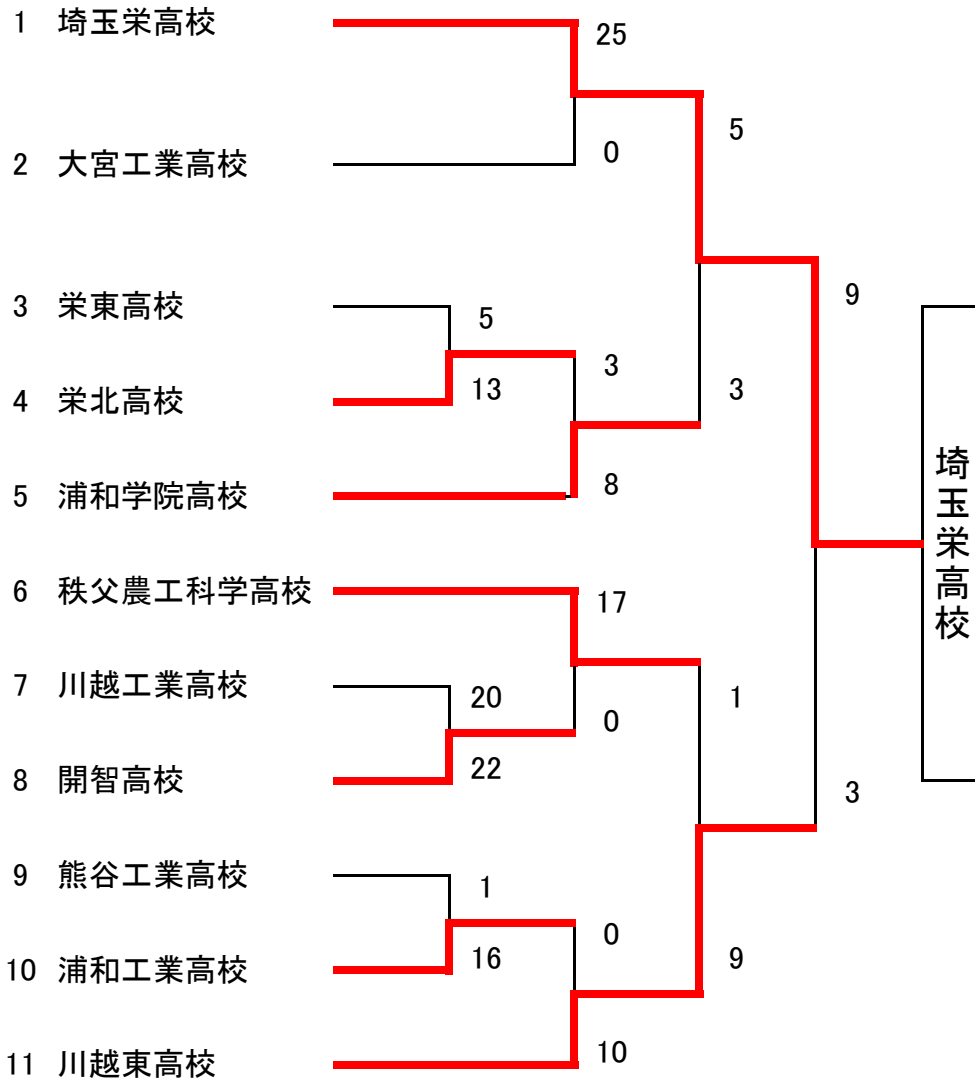 1 埼玉栄高校
25
5
0
2 大宮工業高校
9
3 栄東高校
5
3
13
3
4 栄北高校
8
5 浦和学院高校
埼玉栄高校
6 秩父農工科学高校
17
7 川越工業高校
20
1
0
22
8 開智高校
3
9 熊谷工業高校
1
0
16
9
10 浦和工業高校
10
11 川越東高校